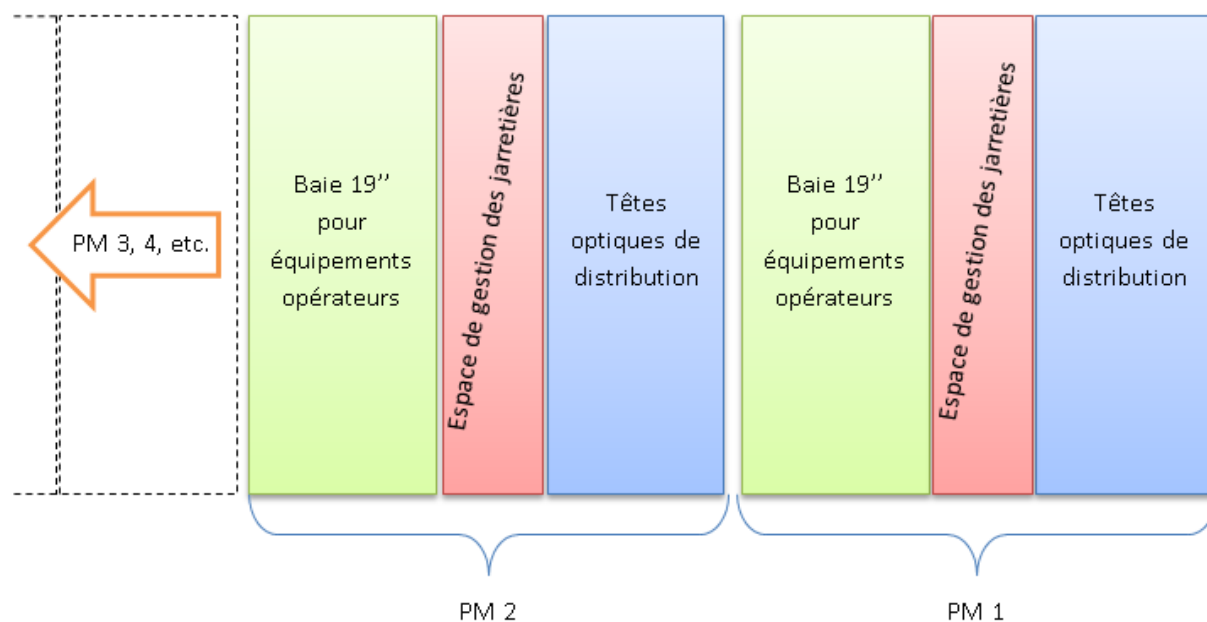 PM 3, 4, etc.
Baie 19’’
pour
équipements
opérateurs
Espace de gestion des jarretières
Têtes
optiques de
distribution
Baie 19’’
pour
équipements
opérateurs
Espace de gestion des jarretières
Têtes
optiques de
distribution
PM 2
PM 1